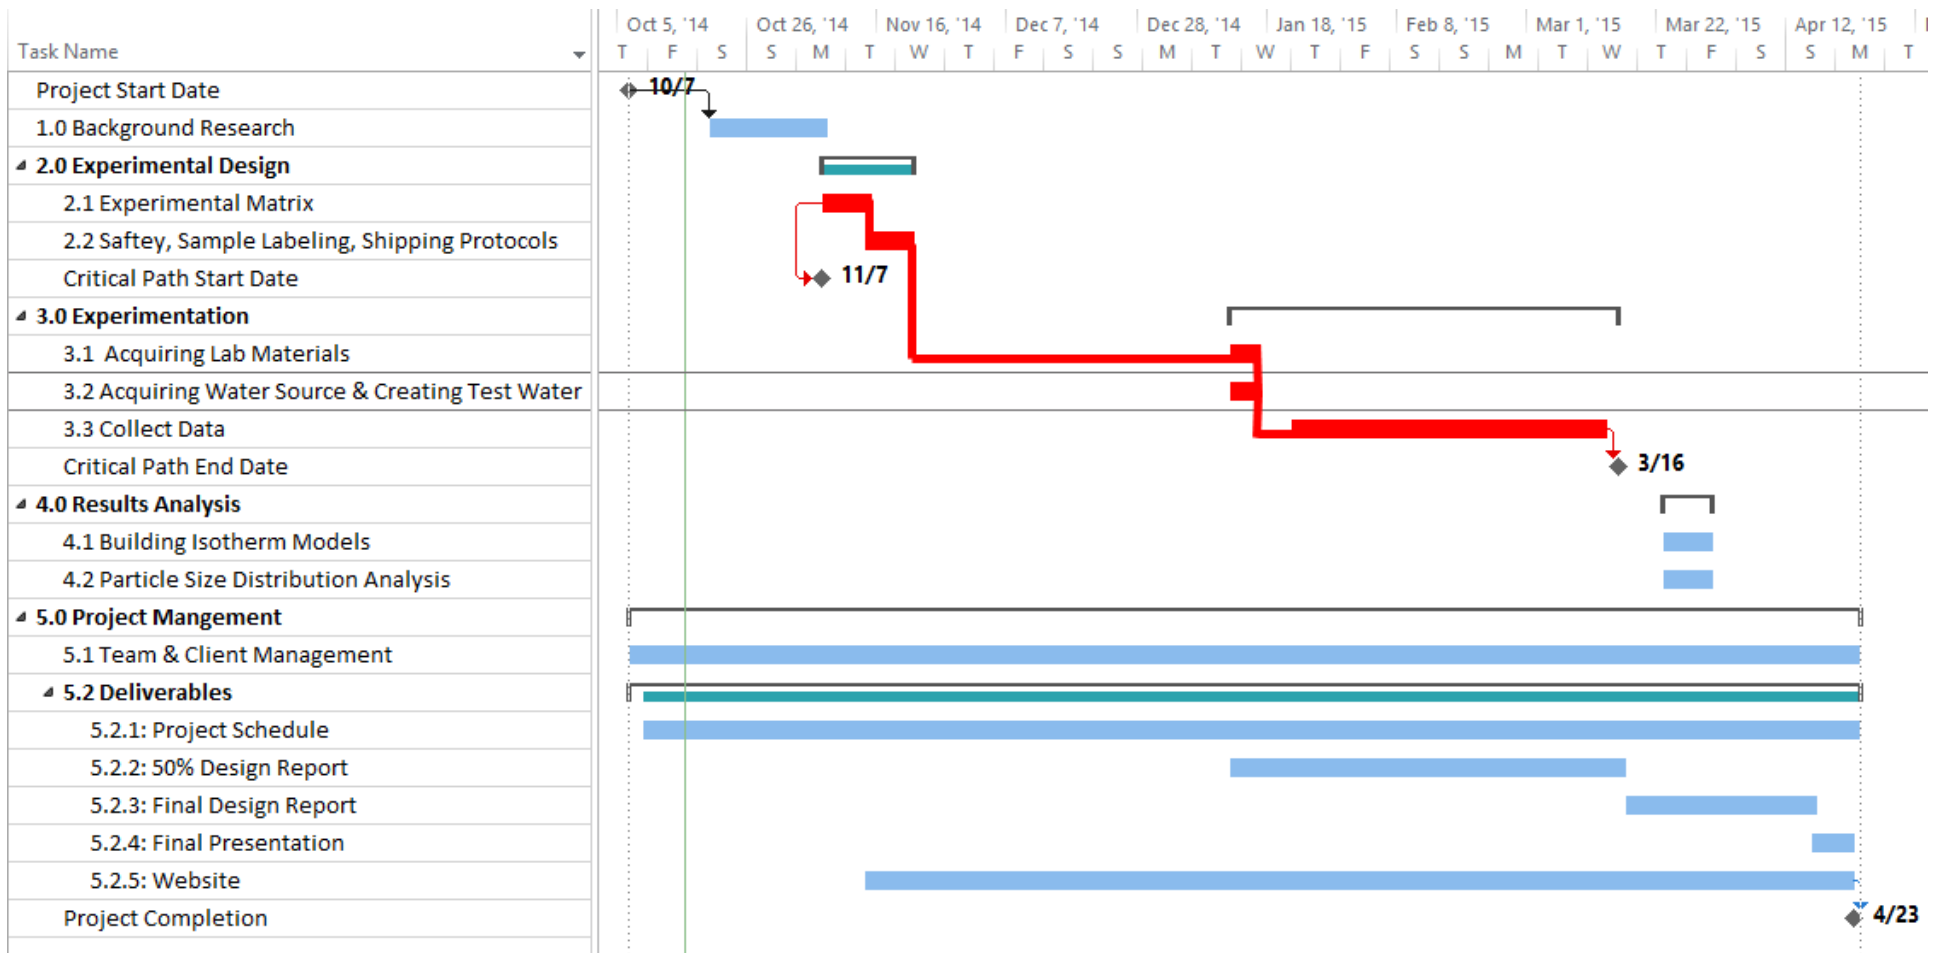 Oct 5, '14 Oct 26, '14 Nov 16, '14 Dec 7, '14 Dec 28, '14 Jan 18, '15 Feb 8, '15 Mar 1, '15 Mar 22, '15 Apr 12, '15
Task Name T F S S M T W T F S S M T W T F S S M T W T F S S M T
Project Start Date 10/7
1.0 Background Research
2.0 Experimental Design
2.1 Experimental Matrix
2.2 Saftey, Sample Labeling, Shipping Protocols
Critical Path Start Date 11/7
3.0 Experimentation
3.1 Acquiring Lab Materials
3.2 Acquiring Water Source & Creating Test Water
3.3 Collect Data
Critical Path End Date 3/16
4.0 Results Analysis
4.1 Building Isotherm Models
4.2 Particle Size Distribution Analysis
5.0 Project Mangement
5.1 Team & Client Management
5.2 Deliverables
5.2.1: Project Schedule
5.2.2: 50% Design Report
5.2.3: Final Design Report
5.2.4: Final Presentation
5.2.5: Website
Project Completion 4/23